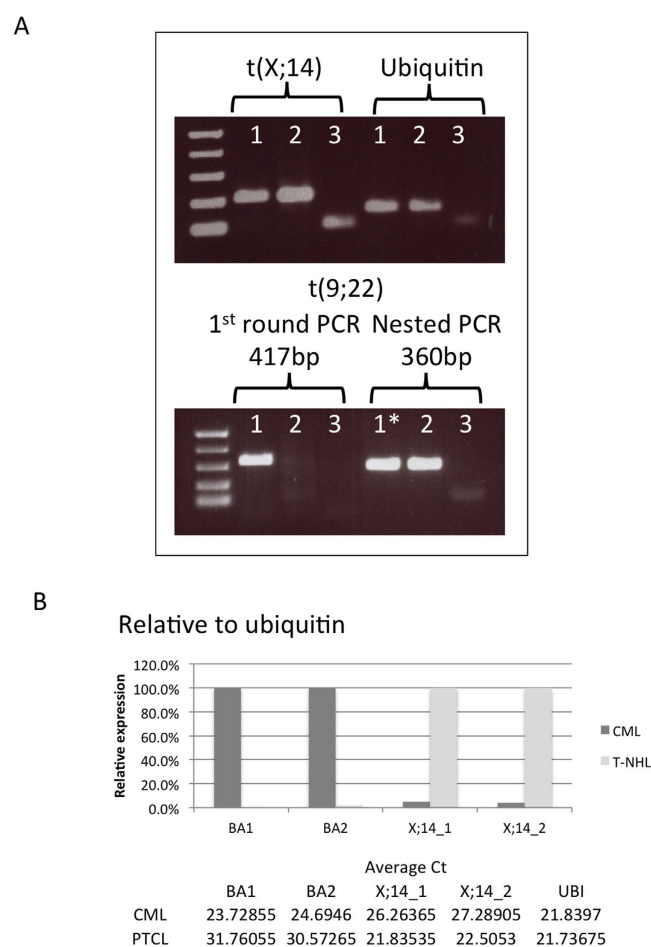 A
t(X;14) Ubiquitin
1 2 3 1 2 3
t(9;22)
1st round PCR Nested PCR
417bp 360bp
1 2 3 1* 2 3
B
Relative to ubiquitin
120.0%
100.0%
80.0%
60.0%
40.0%
20.0%
0.0%
Relative expression
BA1 BA2 X;14_1 X;14_2
CML
T-NHL
Average Ct
BA1 BA2 X;14_1 X;14_2 UBI
CML 23.72855 24.6946 26.26365 27.28905 21.8397
PTCL 31.76055 30.57265 21.83535 22.5053 21.73675